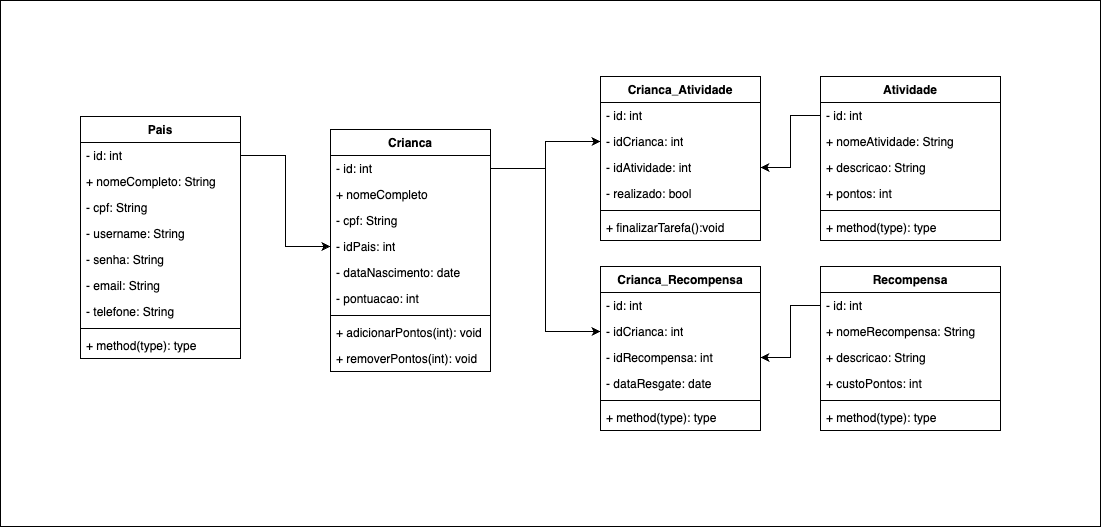 Pais
- id: int
+ nomeCompleto: String
- cpf: String
- username: String
- senha: String
- email: String
- telefone: String
+ method(type): type
Crianca
- id: int
+ nomeCompleto
- cpf: String
- idPais: int
- dataNascimento: date
- pontuacao: int
+ adicionarPontos(int): void
+ removerPontos(int): void
Crianca_Atividade
- id: int
- idCrianca: int
- idAtividade: int
- realizado: bool
+ finalizarTarefa():void
Atividade
- id: int
+ nomeAtividade: String
+ descricao: String
+ pontos: int
+ method(type): type
Crianca_Recompensa
- id: int
- idCrianca: int
- idRecompensa: int
- dataResgate: date
+ method(type): type
Recompensa
- id: int
+ nomeRecompensa: String
+ descricao: String
+ custoPontos: int
+ method(type): type